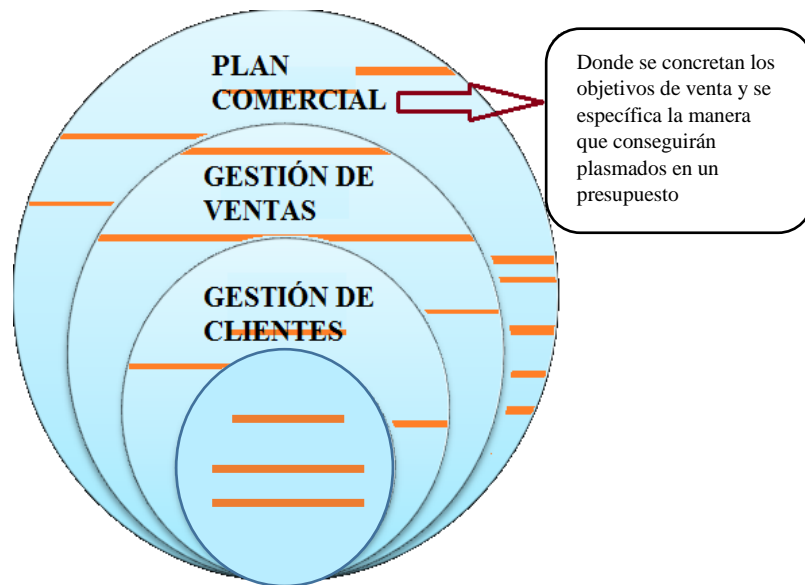 PLAN
COMERCIAL
Donde se concretan los
objetivos de venta y se
específica la manera
que conseguirán
plasmados en un
presupuesto
GESTIÓN DE
VENTAS
GESTIÓN DE
CLIENTES